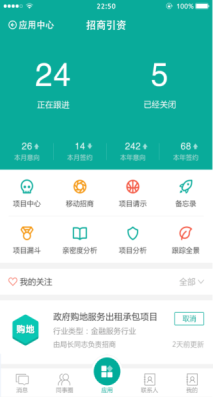 22:50 100%
应用中心 招商引资
24 5
正在跟进 已经关闭
26 14 242 68
本月意向 本月签约 本年意向 本年签约
项目中心 移动招商 项目请示 备忘录
项目漏斗 亲密度分析 项目分析 跟踪全景
我的关注 全部
购地
政府购地服务出租承包项目 取消
行业类型：金融服务行业
由局长同志负责招商 2天前更新
消息 同事圈 应用 联系人 我的